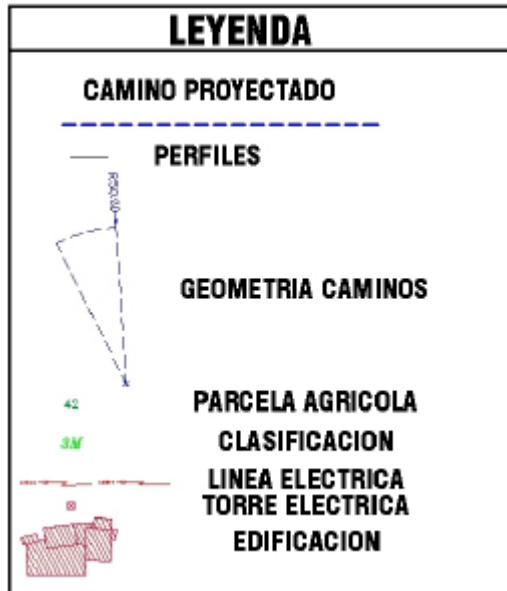 LEYENDA
CAMINO PROYECTADO
PERFILES
GEOMETRIA CAMINOS
42
PARCELA AGRICOLA
3M
CLASIFICACION
LINEA ELECTRICA
TORRE ELECTRICA
EDIFICACION